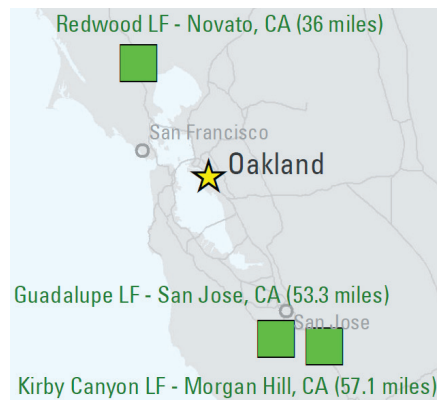 Redwood LF - Novato, CA (36 miles)
San Francisco
Oakland
Guadalupe LF - San Jose, CA (53.3 miles)
San Jose
Kirby Canyon LF - Morgan Hill, CA (57.1 miles)